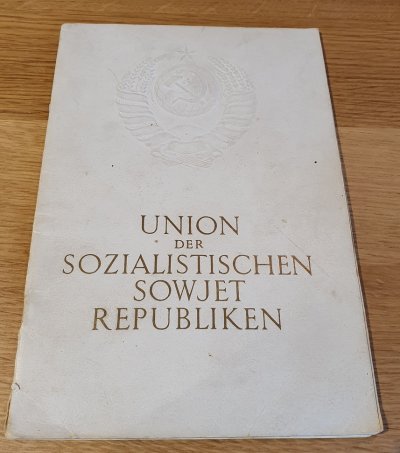 UNION
DER
SOZIALISTISCHEN
SOWJET
REPUBLIKEN